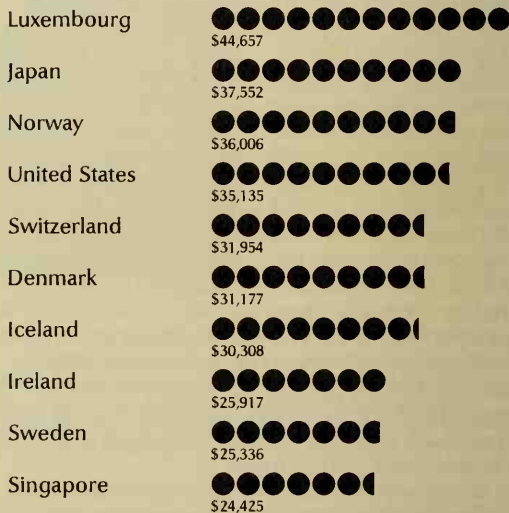 Luxembourg
$44,657
Japan
$37,552
Norway
$36,006
United States
$35,135
Switzerland
$31,954
Denmark
$31,177
Iceland
$30,308
Ireland
$25,917
Sweden
$25,336
Singapore
$24,425